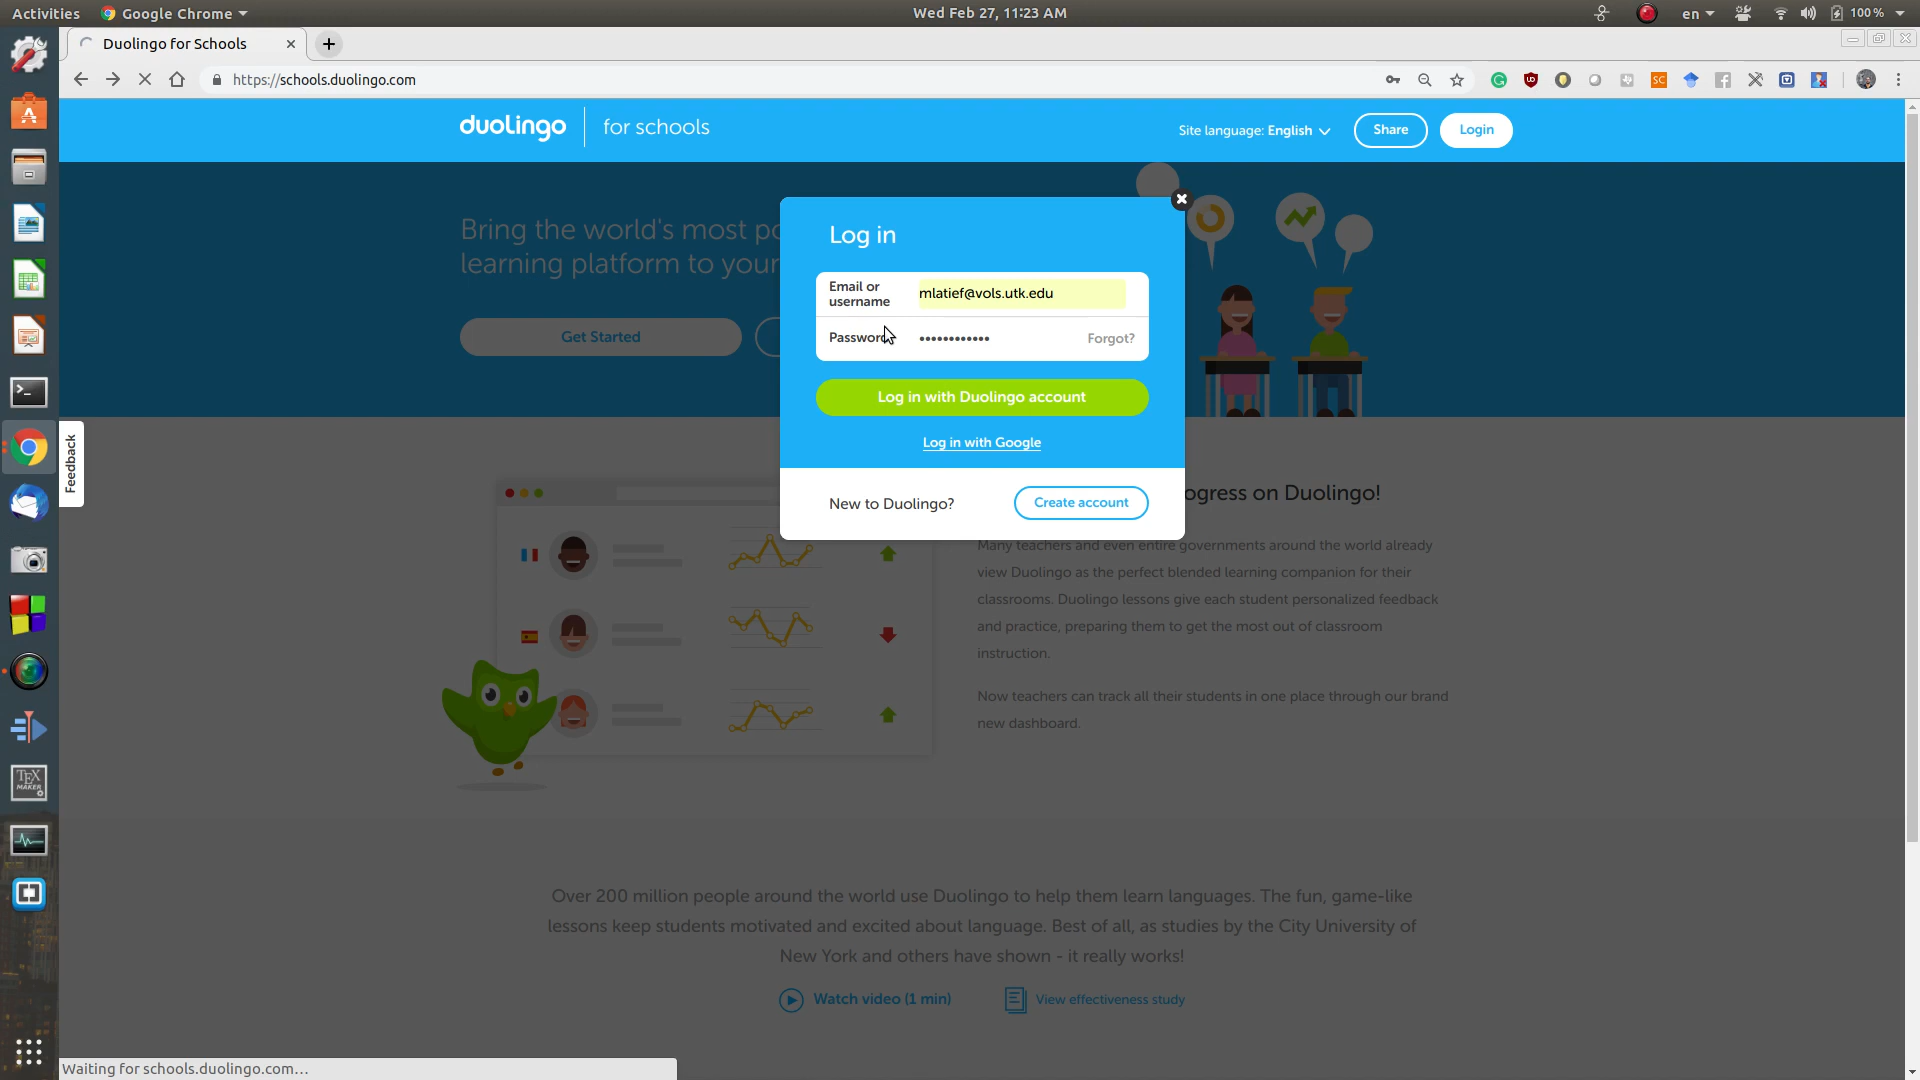 Activities
Google Chrome
Wed Feb 27, 11:23 AM
en
100%
Duolingo for Schools
https://schools.duolingo.com
duolingo
for schools
Site language: English
Share
Login
Bring the world's most po
learning platform to your
Get Started
Log in
Email or
username
mlatief@vols.utk.edu
Password
••••••••••••
Forgot?
Log in with Duolingo account
Log in with Google
New to Duolingo?
Create account
Feedback
ogress on Duolingo!
Many teachers and even entire governments around the world already
view Duolingo as the perfect blended learning companion for their
classrooms. Duolingo lessons give each student personalized feedback
and practice, preparing them to get the most out of classroom
instruction.
Now teachers can track all their students in one place through our brand
new dashboard.
Over 200 million people around the world use Duolingo to help them learn languages. The fun, game-like
lessons keep students motivated and excited about language. Best of all, as studies by the City University of
New York and others have shown - it really works!
Watch video (1 min)
View effectiveness study
TEX
MAKER
SC
Waiting for schools.duolingo.com...